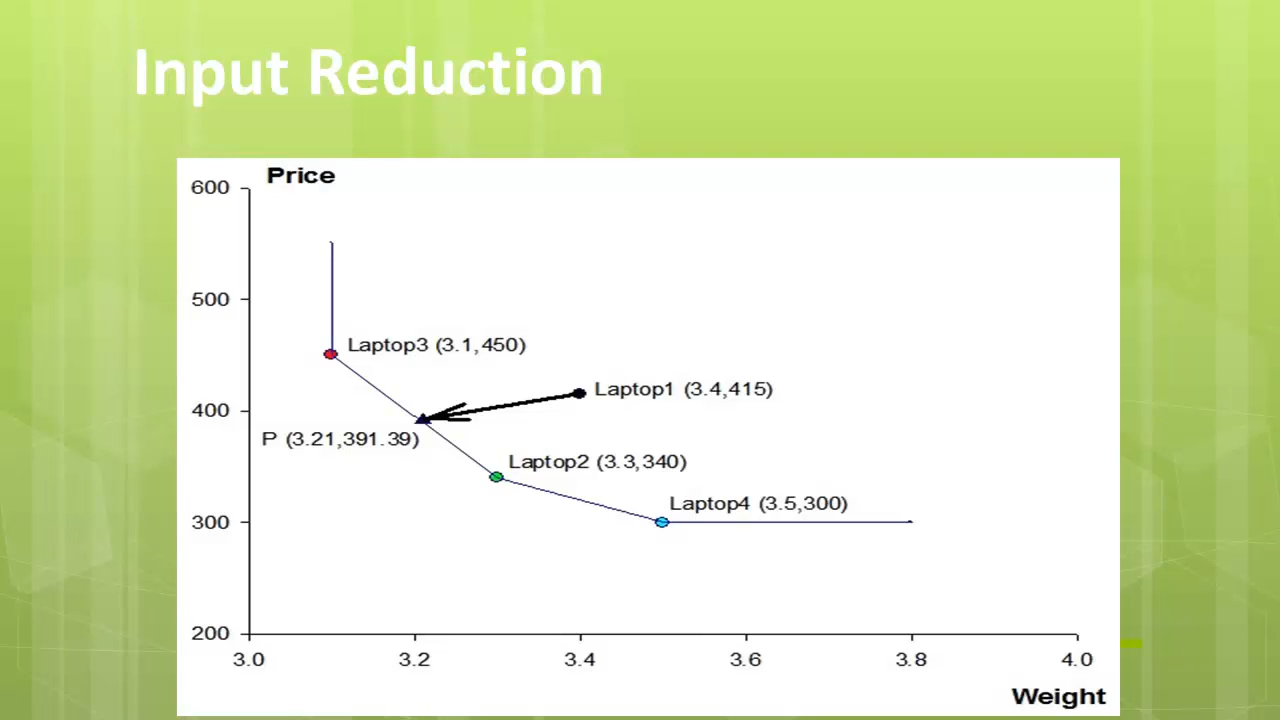 Input Reduction
Price
600
500
Laptop3 (3.1,450)
Laptop1 (3.4,415)
400
P (3.21,391.39)
Laptop2 (3.3,340)
Laptop4 (3.5,300)
300
200
3.0 3.2 3.4 3.6 3.8 4.0
Weight